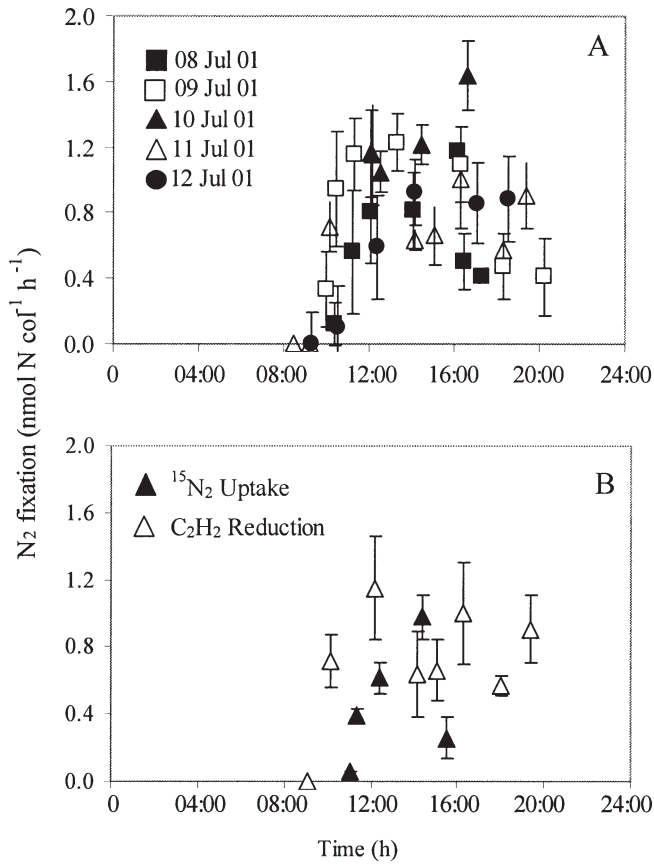 2.0
1.6
1.2
0.8
0.4
0.0
A
08 Jul 01
09 Jul 01
10 Jul 01
11 Jul 01
12 Jul 01
0 04:00 08:00 12:00 16:00 20:00 24:00
N₂ fixation (nmol N col⁻¹ h⁻¹)
2.0
1.6
1.2
0.8
0.4
0.0
B
¹⁵N₂ Uptake
C₂H₂ Reduction
0 04:00 08:00 12:00 16:00 20:00 24:00
Time (h)